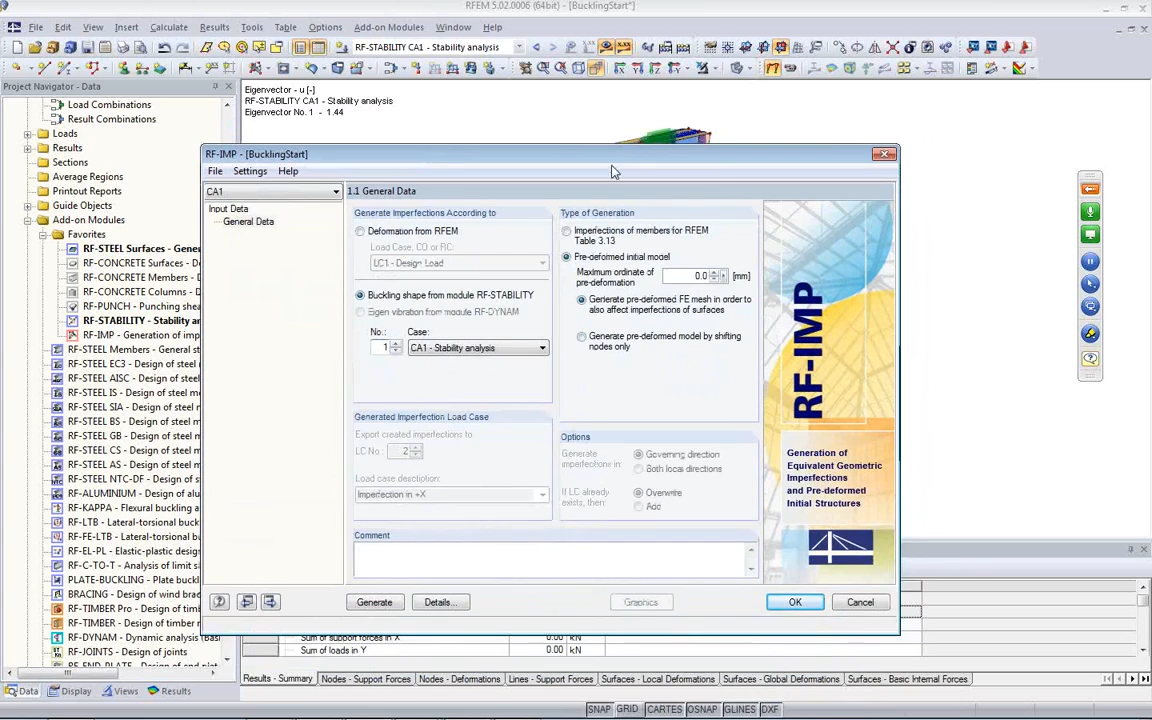 RFEM 5.02.0006 (64bit) - [BucklingStart*]
File Edit View Insert Calculate Results Tools Table Options Add-on Modules Window Help
RF-STABILITY CA1 - Stability analysis
Project Navigator - Data
Load Combinations
Result Combinations
Loads
Results
Sections
Average Regions
Printout Reports
Guide Objects
Add-on Modules
Favorites
RF-STEEL Surfaces - Gene
RF-CONCRETE Surfaces - D
RF-CONCRETE Members -
RF-CONCRETE Columns -
RF-PUNCH - Punching she
RF-STABILITY - Stability ar
RF-IMP - Generation of imp
RF-STEEL Members - General st
RF-STEEL EC3 - Design of steel m
RF-STEEL AISC - Design of steel
RF-STEEL IS - Design of steel me
RF-STEEL SIA - Design of steel m
RF-STEEL BS - Design of steel m
RF-STEEL GB - Design of steel m
RF-STEEL CS - Design of steel m
RF-STEEL AS - Design of steel m
RF-STEEL NTC-DF - Design of st
RF-ALUMINIUM - Design of alu
RF-KAPPA - Flexural buckling an
RF-LTB - Lateral-torsional bucklin
RF-FE-LTB - Lateral-torsional bu
RF-EL-PL - Elastic-plastic design
RF-C-TO-T - Analysis of limit sl
PLATE-BUCKLING - Plate buckl
BRACING - Design of wind brac
RF-TIMBER Pro - Design of timb
RF-TIMBER - Design of timber m
RF-DYNAM - Dynamic analysis (Basi
RF-JOINTS - Design of joints
RF-END-PLATE - Design of end plat
Data Display Views Results
Eigenvector - u [-]
RF-STABILITY CA1 - Stability analysis
Eigenvector No. 1 - 1.44
RF-IMP - [BucklingStart]
File Settings Help
CA1
Input Data
General Data
1.1 General Data
Generate Imperfections According to
Deformation from RFEM
Load Case, CO or RC:
LC1 - Design Load
Buckling shape from module RF-STABILITY
Eigen vibration from module RF-DYNAM
No.: Case:
1 CA1 - Stability analysis
Generated Imperfection Load Case
Export created imperfections to
LC No.: 2
Load case description:
Imperfection in +X
Type of Generation
Imperfections of members for RFEM
Table 3.13
Pre-deformed initial model
Maximum ordinate of
pre-deformation 0.0 [mm]
Generate pre-deformed FE mesh in order to
also affect imperfections of surfaces
Generate pre-deformed model by shifting
nodes only
Options
Generate
imperfections in:
Governing direction
Both local directions
If LC already
exists, then:
Overwrite
Add
Comment
RF-IMP
Generation of
Equivalent Geometric
Imperfections
and Pre-deformed
Initial Structures
Generate Details... Graphics OK Cancel
Sum of support forces in X 0.00 kN
Sum of loads in Y 0.00 kN
Results - Summary Nodes - Support Forces Nodes - Deformations Lines - Support Forces Surfaces - Local Deformations Surfaces - Global Deformations Surfaces - Basic Internal Forces
SNAP GRID CARTES OSNAP GLINES DXF